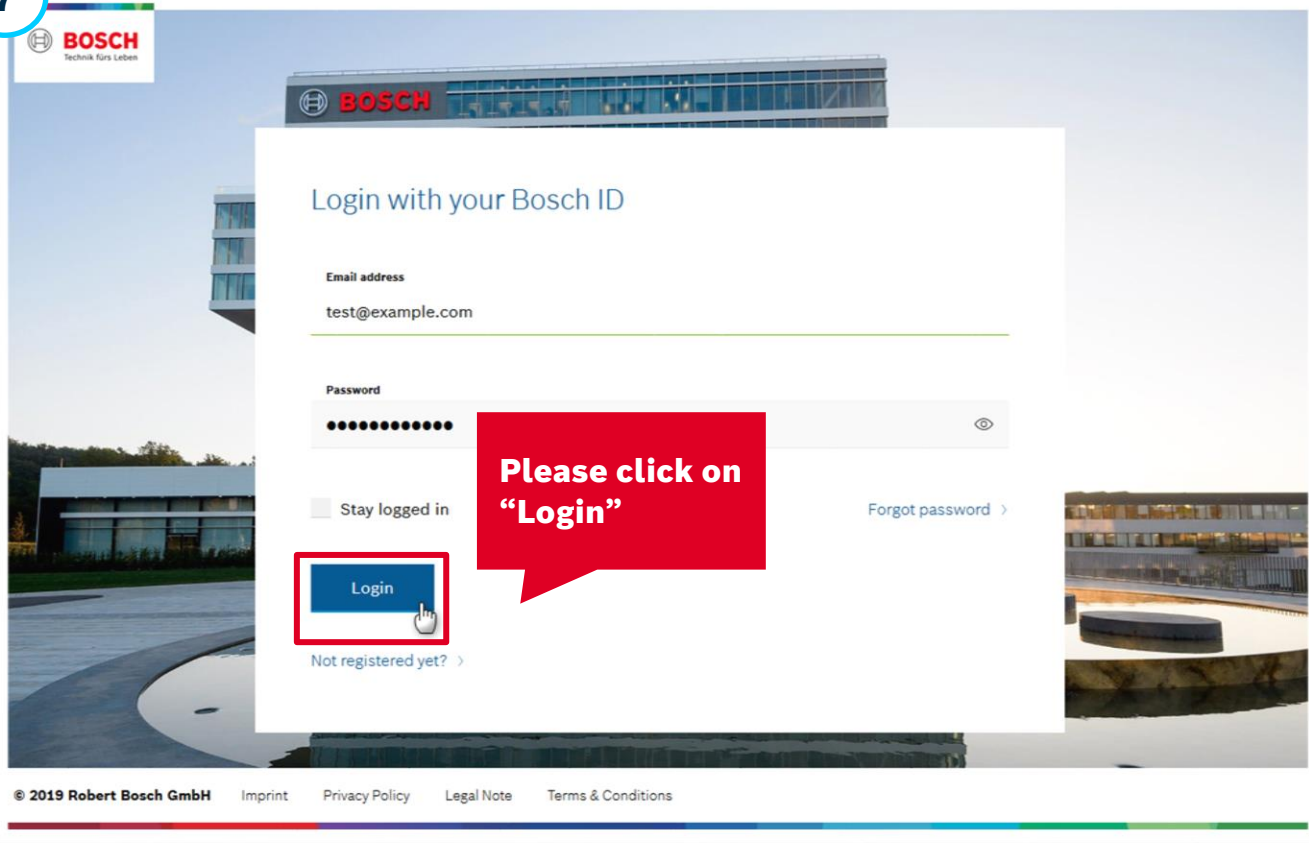 BOSCH
Technik fürs Leben
BOSCH
Login with your Bosch ID
Email address
test@example.com
Password
••••••••••••
Please click on
“Login”
Stay logged in
Forgot password
Login
Not registered yet?
© 2019 Robert Bosch GmbH Imprint Privacy Policy Legal Note Terms & Conditions